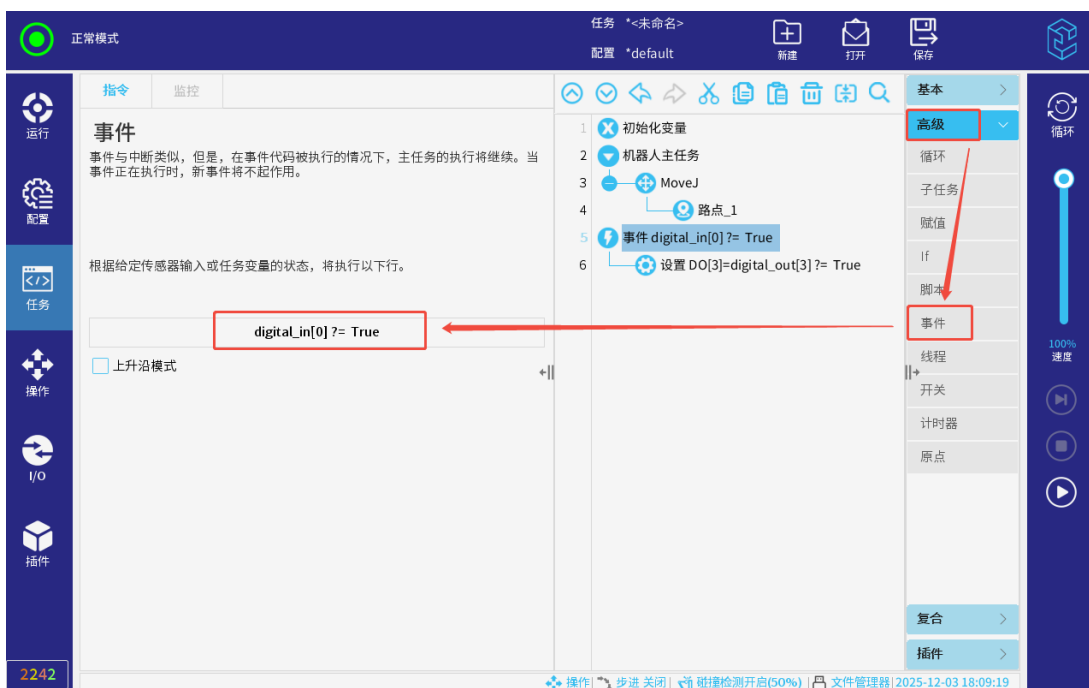 正常模式
任务 *<未命名>
配置 *default
新建
打开
保存
运行
配置
任务
操作
I/O
插件
2242
指令 监控
事件
事件与中断类似，但是，在事件代码被执行的情况下，主任务的执行将继续。当
事件正在执行时，新事件将不起作用。
根据给定传感器输入或任务变量的状态，将执行以下行。
digital_in[0] ?= True
上升沿模式
1 初始化变量
2 机器人主任务
3 MoveJ
4 路点_1
5 事件 digital_in[0] ?= True
6 设置 DO[3]=digital_out[3] ?= True
基本
高级
循环
子任务
赋值
If
脚本
事件
线程
开关
计时器
原点
复合
插件
循环
100%
速度
操作| 步进 关闭| 碰撞检测开启(50%) | 文件管理器| 2025-12-03 18:09:19